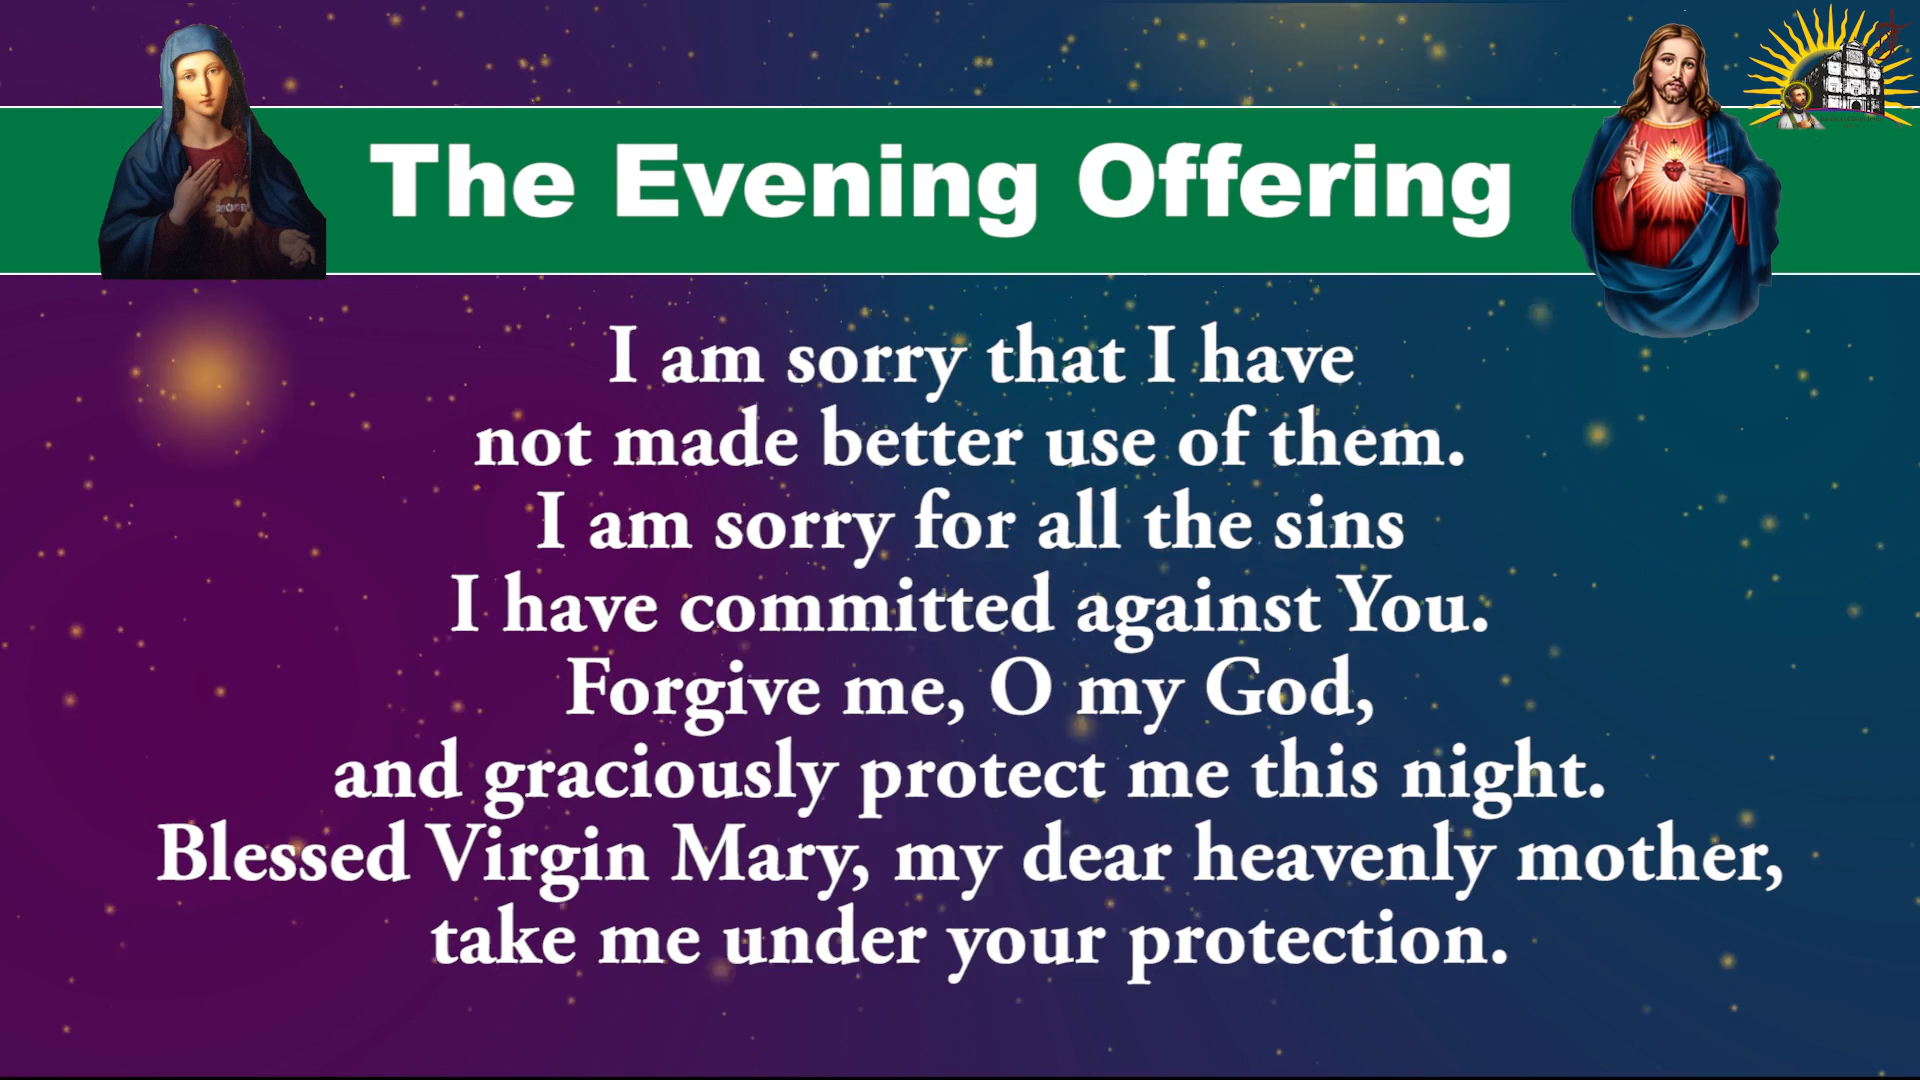 The Evening Offering
I am sorry that I have
not made better use of them.
I am sorry for all the sins
I have committed against You.
Forgive me, O my God,
and graciously protect me this night.
Blessed Virgin Mary, my dear heavenly mother,
take me under your protection.